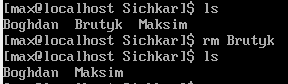 [max@localhost Sichkar]$ ls
Boghdan  Brutyk  Maksim
[max@localhost Sichkar]$ rm Brutyk
[max@localhost Sichkar]$ ls
Boghdan  Maksim